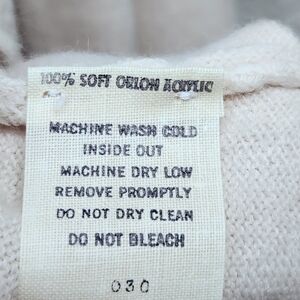 100% SOFT ORLON ACRYLIC
MACHINE WASH COLD
INSIDE OUT
MACHINE DRY LOW
REMOVE PROMPTLY
DO NOT DRY CLEAN
DO NOT BLEACH
030